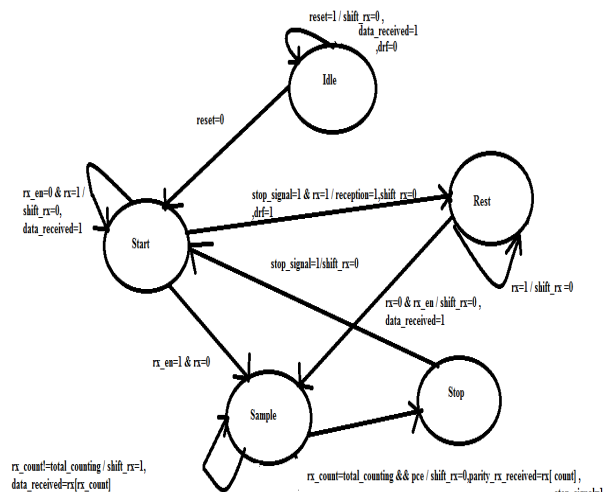 reset=1 / shift_rx=0 ,
data_received=1
,drf=0
Idle
reset=0
rx_en=0 & rx=1 /
shift_rx=0,
data_received=1
stop_signal=1 & rx=1 / reception=1,shift_rx=0
,drf=1
Rest
Start
stop_signal=1/shift_rx=0
rx=1 / shift_rx =0
rx=0 & rx_en / shift_rx=0 ,
data_received=1
rx_en=1 & rx=0
Sample
Stop
rx_count!=total_counting / shift_rx=1,
data_received=rx[rx_count]
rx_count=total_counting && pce / shift_rx=0,parity_rx_received=rx[ count] ,